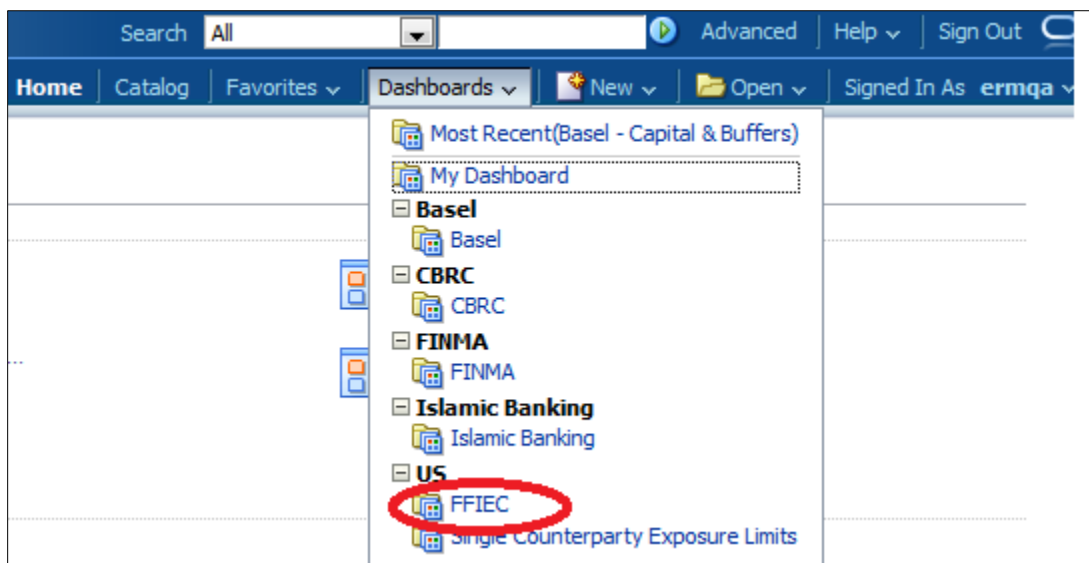 Search All Advanced Help Sign Out
Home Catalog Favorites Dashboards New Open Signed In As ermqa
Most Recent(Basel - Capital & Buffers)
My Dashboard
Basel
Basel
CBRC
CBRC
FINMA
FINMA
...
Islamic Banking
Islamic Banking
US
FFIEC
Single Counterparty Exposure Limits